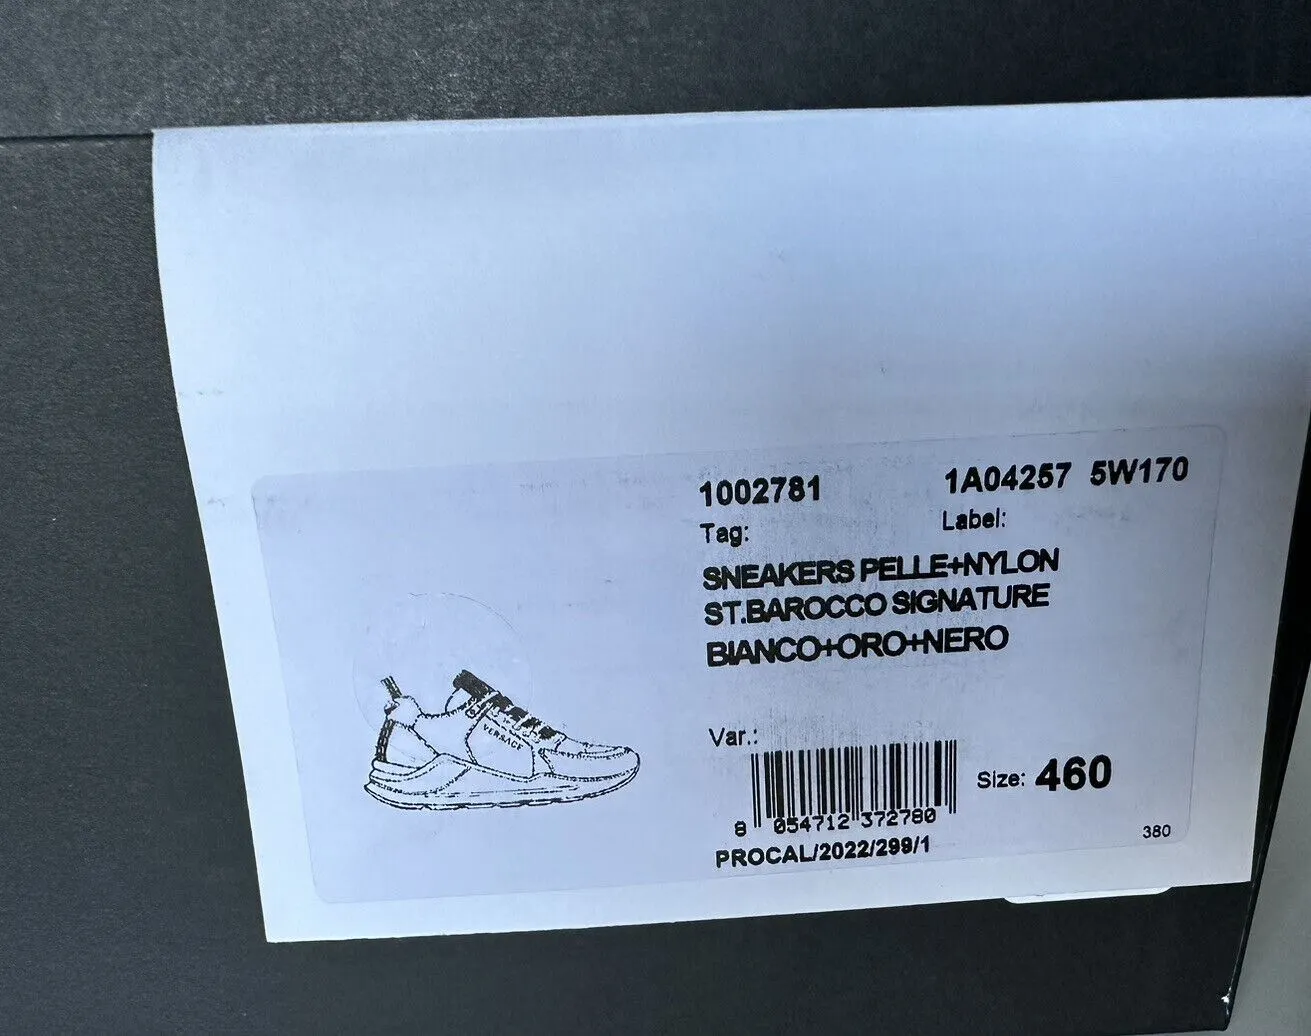 1002781 1A04257 5W170
Tag: Label:
SNEAKERS PELLE+NYLON
ST.BAROCCO SIGNATURE
BIANCO+ORO+NERO
VERSACE
Var.:
Size: 460
8 054712 372780
380
PROCAL/2022/299/1